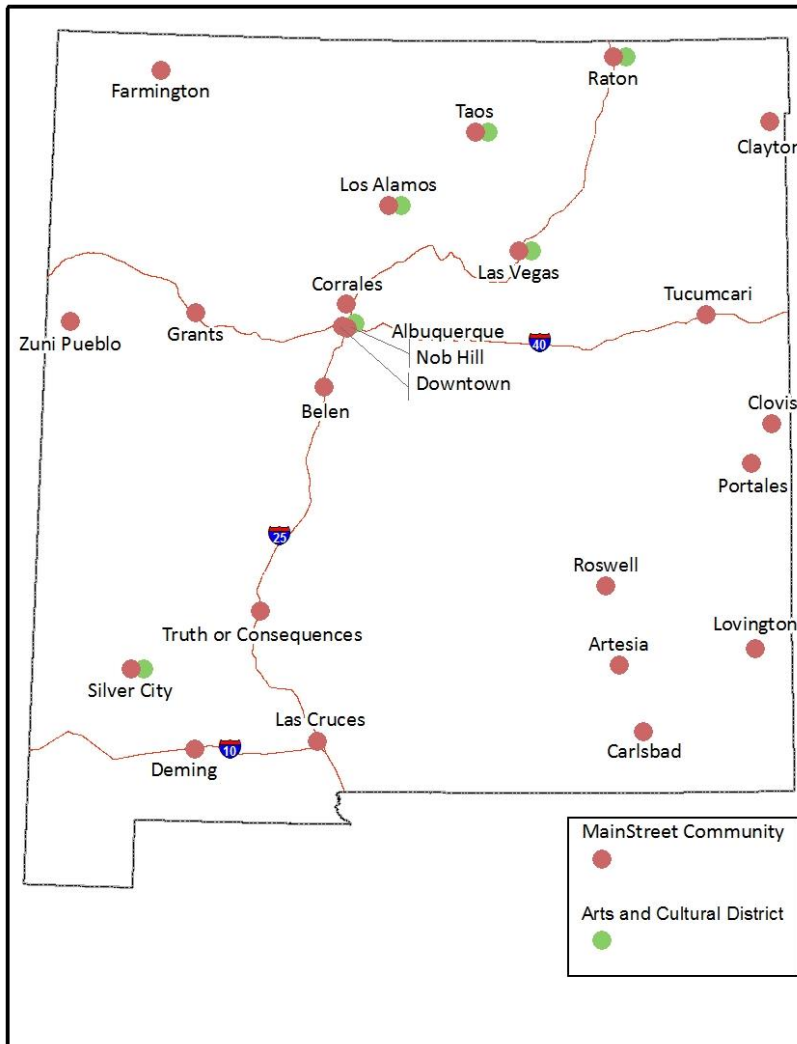 Raton
Farmington
Taos
Clayton
Los Alamos
Las Vegas
Corrales
Tucumcari
Grants
Zuni Pueblo
Albuquerque
Nob Hill
40
Downtown
Belen
Clovis
Portales
25
Roswell
Truth or Consequences
Lovington
Artesia
Silver City
Las Cruces
10
Deming
Carlsbad
MainStreet Community
Arts and Cultural District